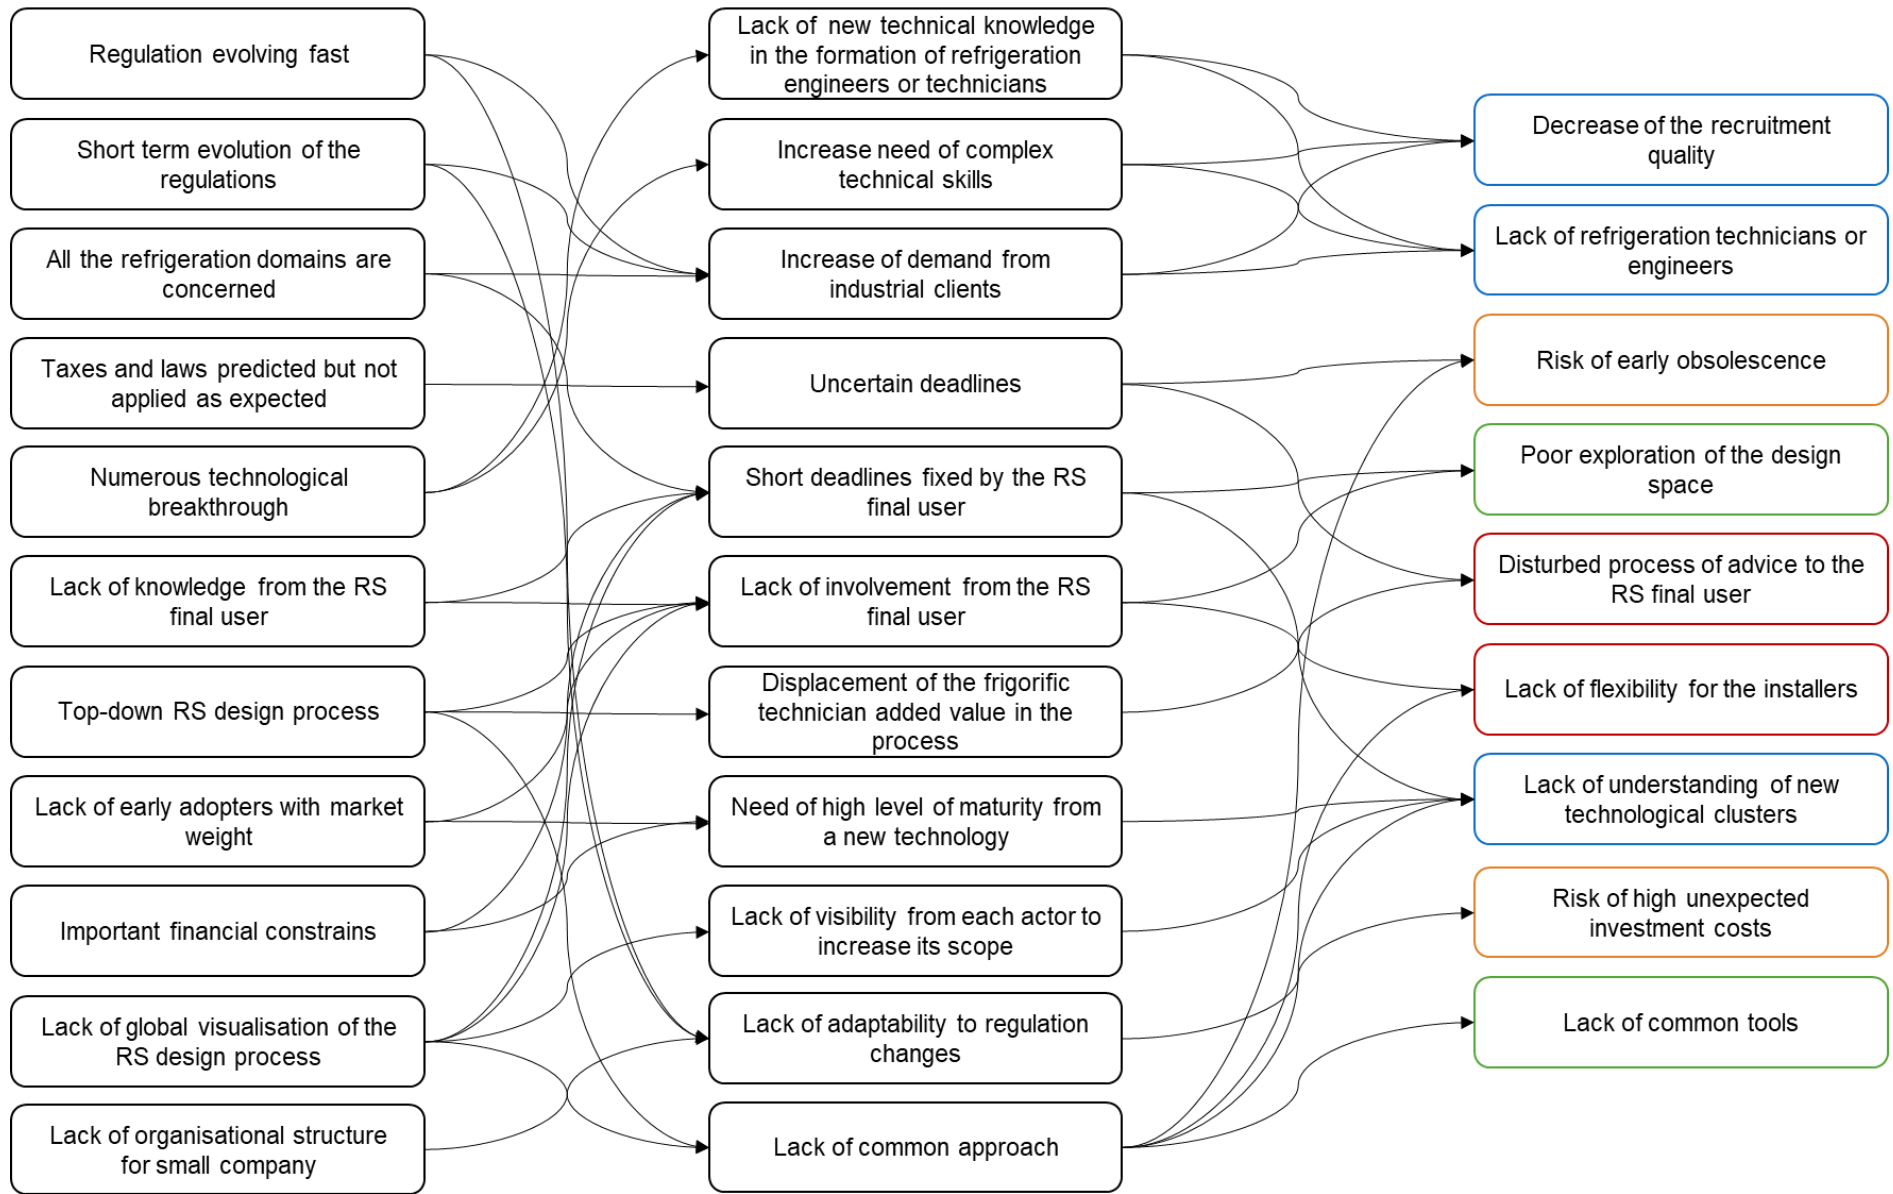 Regulation evolving fast
Short term evolution of the
regulations
All the refrigeration domains are
concerned
Taxes and laws predicted but not
applied as expected
Numerous technological
breakthrough
Lack of knowledge from the RS
final user
Top-down RS design process
Lack of early adopters with market
weight
Important financial constrains
Lack of global visualisation of the
RS design process
Lack of organisational structure
for small company
Lack of new technical knowledge
in the formation of refrigeration
engineers or technicians
Increase need of complex
technical skills
Increase of demand from
industrial clients
Uncertain deadlines
Short deadlines fixed by the RS
final user
Lack of involvement from the RS
final user
Displacement of the frigorific
technician added value in the
process
Need of high level of maturity from
a new technology
Lack of visibility from each actor to
increase its scope
Lack of adaptability to regulation
changes
Lack of common approach
Decrease of the recruitment
quality
Lack of refrigeration technicians or
engineers
Risk of early obsolescence
Poor exploration of the design
space
Disturbed process of advice to the
RS final user
Lack of flexibility for the installers
Lack of understanding of new
technological clusters
Risk of high unexpected
investment costs
Lack of common tools